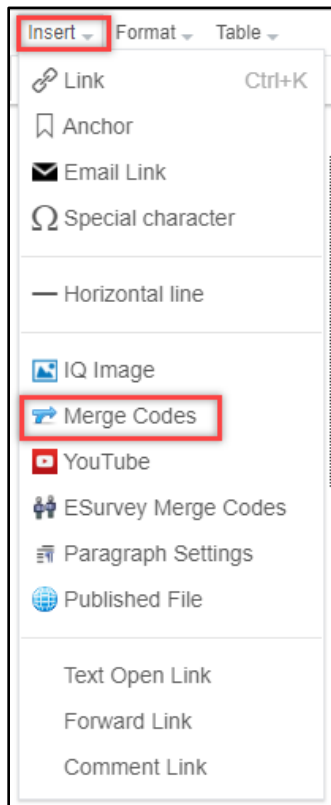 Insert Format Table
Link Ctrl+K
Anchor
Email Link
Special character
Horizontal line
IQ Image
Merge Codes
YouTube
ESurvey Merge Codes
Paragraph Settings
Published File
Text Open Link
Forward Link
Comment Link